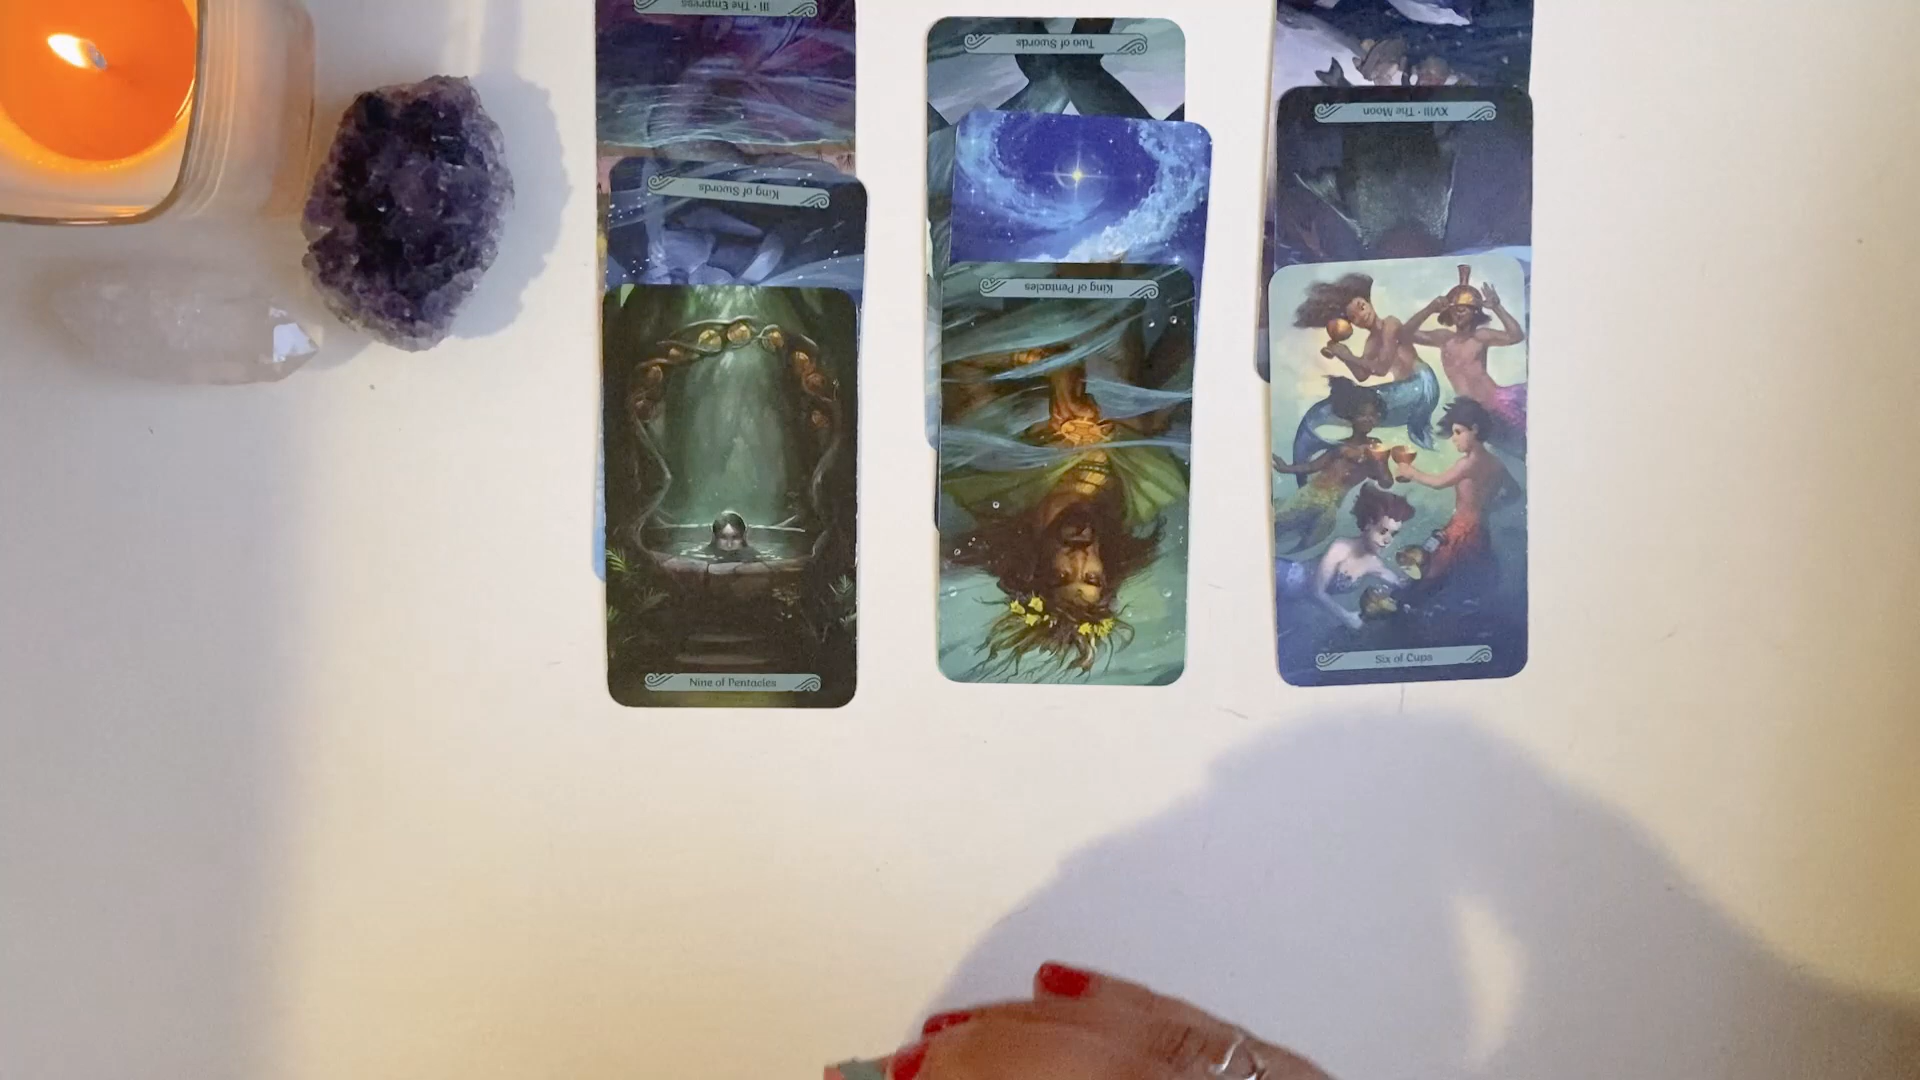 III · The Empress
Two of Swords
XVIII · The Moon
King of Swords
King of Pentacles
Six of Cups
Nine of Pentacles